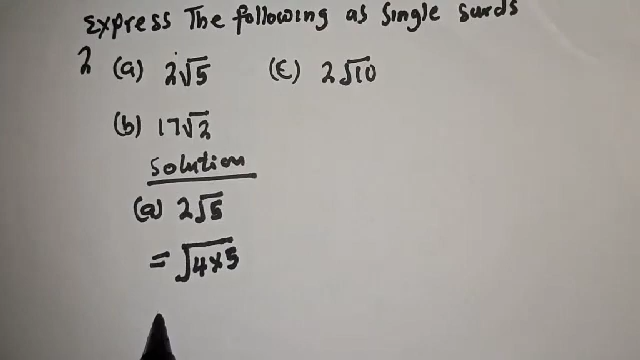 Express The following as Single Surds
2 (a) 2√5 (c) 2√10
(b) 17√2
Solution
(a) 2√5
= √4×5